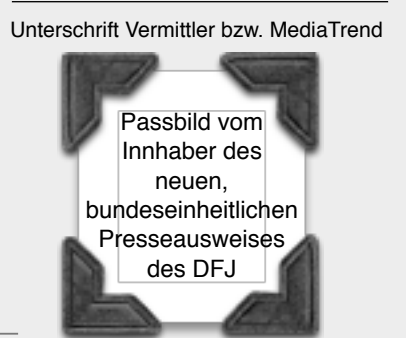 Unterschrift Vermittler bzw. MediaTrend
Passbild vom
Innhaber des
neuen,
bundeseinheitlichen
Presseausweises
des DFJ